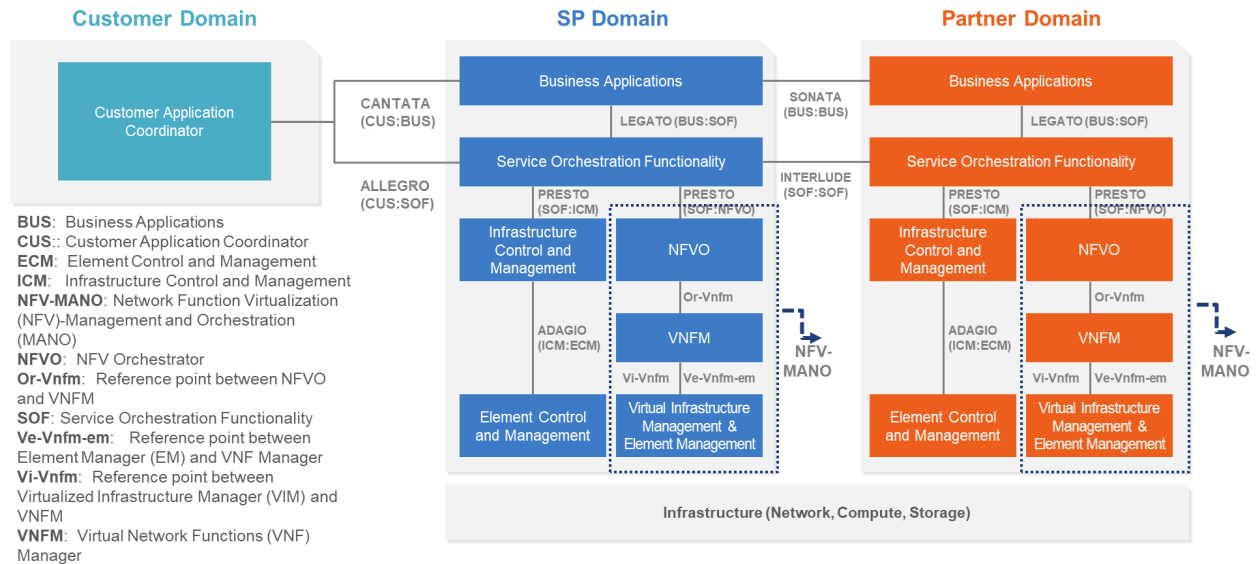 Customer Domain
SP Domain
Partner Domain
Customer Application
Coordinator
CANTATA
(CUS:BUS)
ALLEGRO
(CUS:SOF)
Business Applications
LEGATO (BUS:SOF)
Service Orchestration Functionality
PRESTO
(SOF:ICM)
PRESTO
(SOF:NFVO)
Infrastructure
Control and
Management
NFVO
Or-Vnfm
ADAGIO
(ICM:ECM)
VNFM
Vi-Vnfm
Ve-Vnfm-em
Element Control
and Management
Virtual Infrastructure
Management &
Element Management
NFV-
MANO
SONATA
(BUS:BUS)
INTERLUDE
(SOF:SOF)
Business Applications
LEGATO (BUS:SOF)
Service Orchestration Functionality
PRESTO
(SOF:ICM)
PRESTO
(SOF:NFVO)
Infrastructure
Control and
Management
NFVO
Or-Vnfm
ADAGIO
(ICM:ECM)
VNFM
Vi-Vnfm
Ve-Vnfm-em
Element Control
and Management
Virtual Infrastructure
Management &
Element Management
NFV-
MANO
Infrastructure (Network, Compute, Storage)
BUS: Business Applications
CUS:: Customer Application Coordinator
ECM: Element Control and Management
ICM: Infrastructure Control and Management
NFV-MANO: Network Function Virtualization
(NFV)-Management and Orchestration
(MANO)
NFVO: NFV Orchestrator
Or-Vnfm: Reference point between NFVO
and VNFM
SOF: Service Orchestration Functionality
Ve-Vnfm-em: Reference point between
Element Manager (EM) and VNF Manager
Vi-Vnfm: Reference point between
Virtualized Infrastructure Manager (VIM) and
VNFM
VNFM: Virtual Network Functions (VNF)
Manager